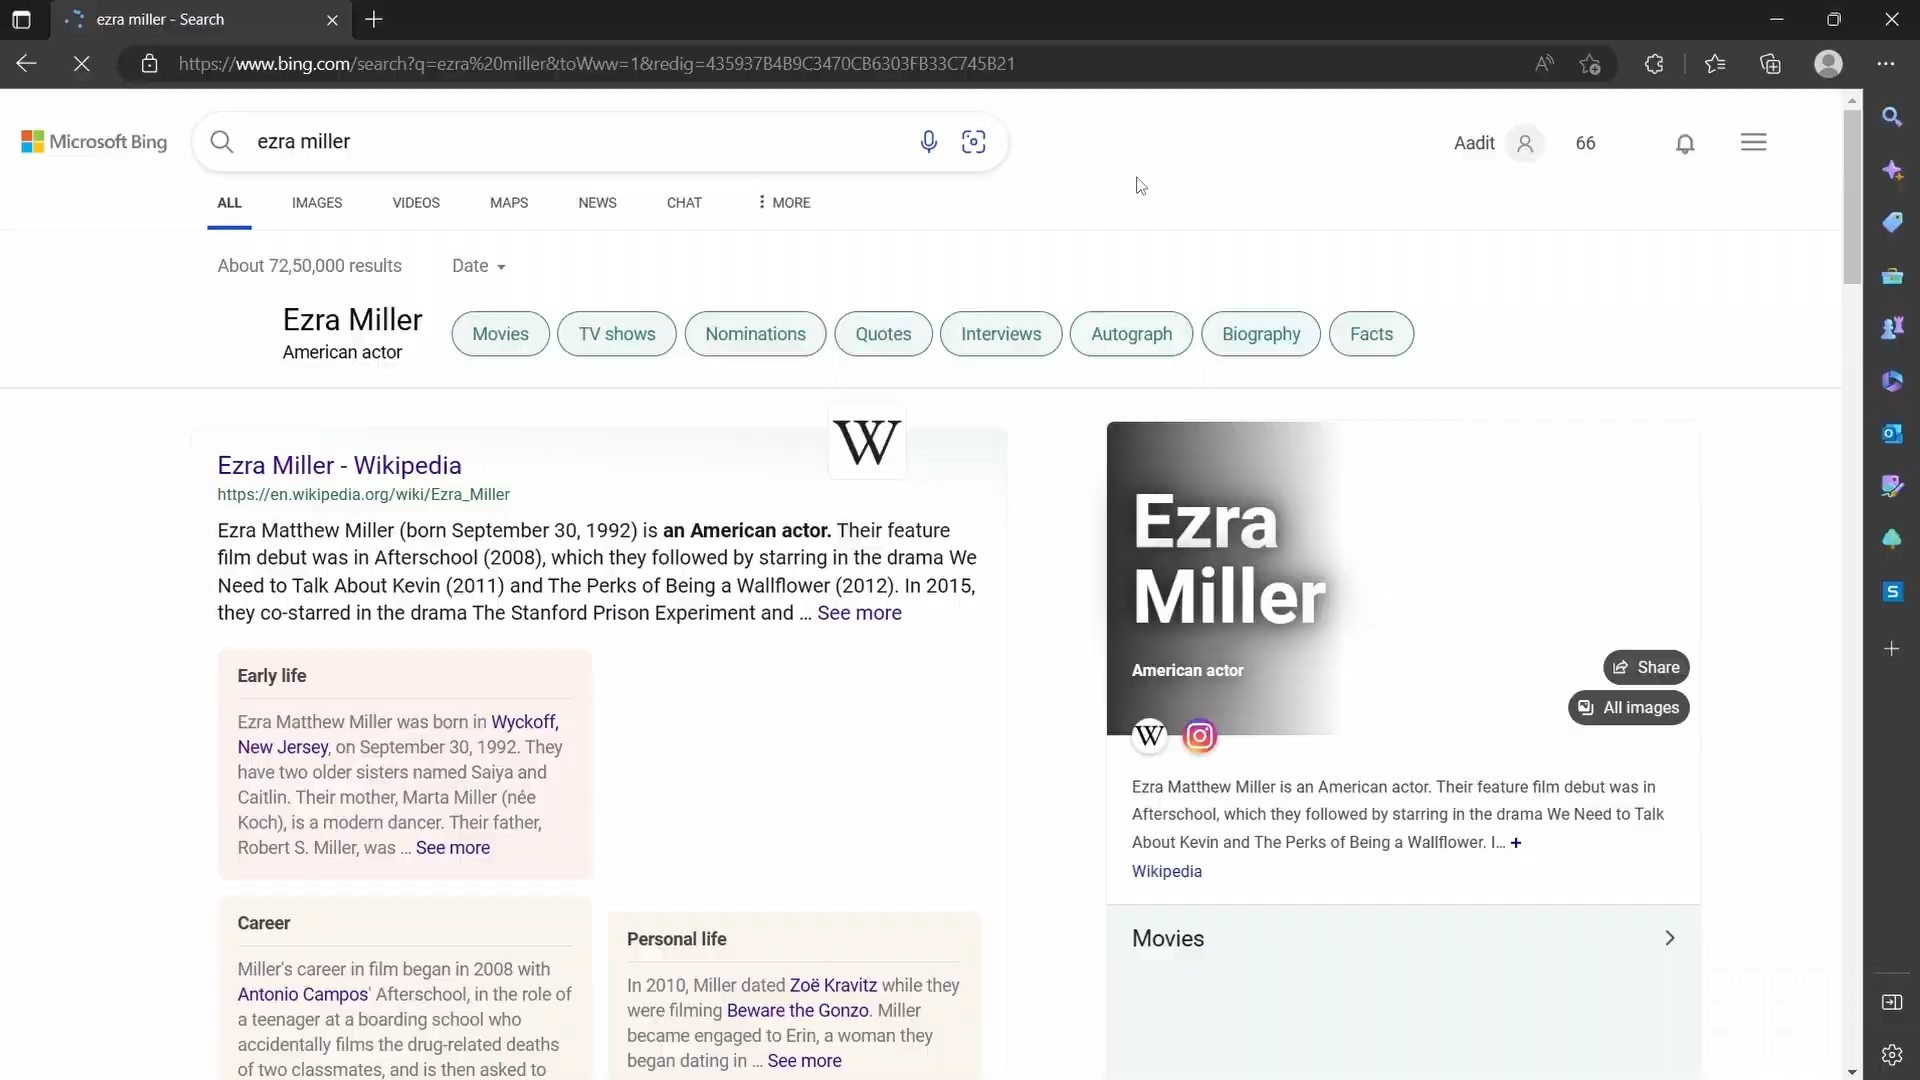 ezra miller - Search
https://www.bing.com/search?q=ezra%20miller&toWww=1&redig=435937B4B9C3470CB6303FB33C745B21
Microsoft Bing
ezra miller
Aadit
66
ALL
IMAGES
VIDEOS
MAPS
NEWS
CHAT
MORE
About 72,50,000 results
Date
Ezra Miller
American actor
Movies
TV shows
Nominations
Quotes
Interviews
Autograph
Biography
Facts
W
Ezra Miller - Wikipedia
https://en.wikipedia.org/wiki/Ezra_Miller
Ezra Matthew Miller (born September 30, 1992) is an American actor. Their feature
film debut was in Afterschool (2008), which they followed by starring in the drama We
Need to Talk About Kevin (2011) and The Perks of Being a Wallflower (2012). In 2015,
they co-starred in the drama The Stanford Prison Experiment and ... See more
Early life
Ezra Matthew Miller was born in Wyckoff,
New Jersey, on September 30, 1992. They
have two older sisters named Saiya and
Caitlin. Their mother, Marta Miller (née
Koch), is a modern dancer. Their father,
Robert S. Miller, was ... See more
Career
Miller's career in film began in 2008 with
Antonio Campos' Afterschool, in the role of
a teenager at a boarding school who
accidentally films the drug-related deaths
of two classmates, and is then asked to
Personal life
In 2010, Miller dated Zoë Kravitz while they
were filming Beware the Gonzo. Miller
became engaged to Erin, a woman they
began dating in ... See more
Ezra
Miller
American actor
Share
All images
W
Ezra Matthew Miller is an American actor. Their feature film debut was in
Afterschool, which they followed by starring in the drama We Need to Talk
About Kevin and The Perks of Being a Wallflower. I... +
Wikipedia
Movies